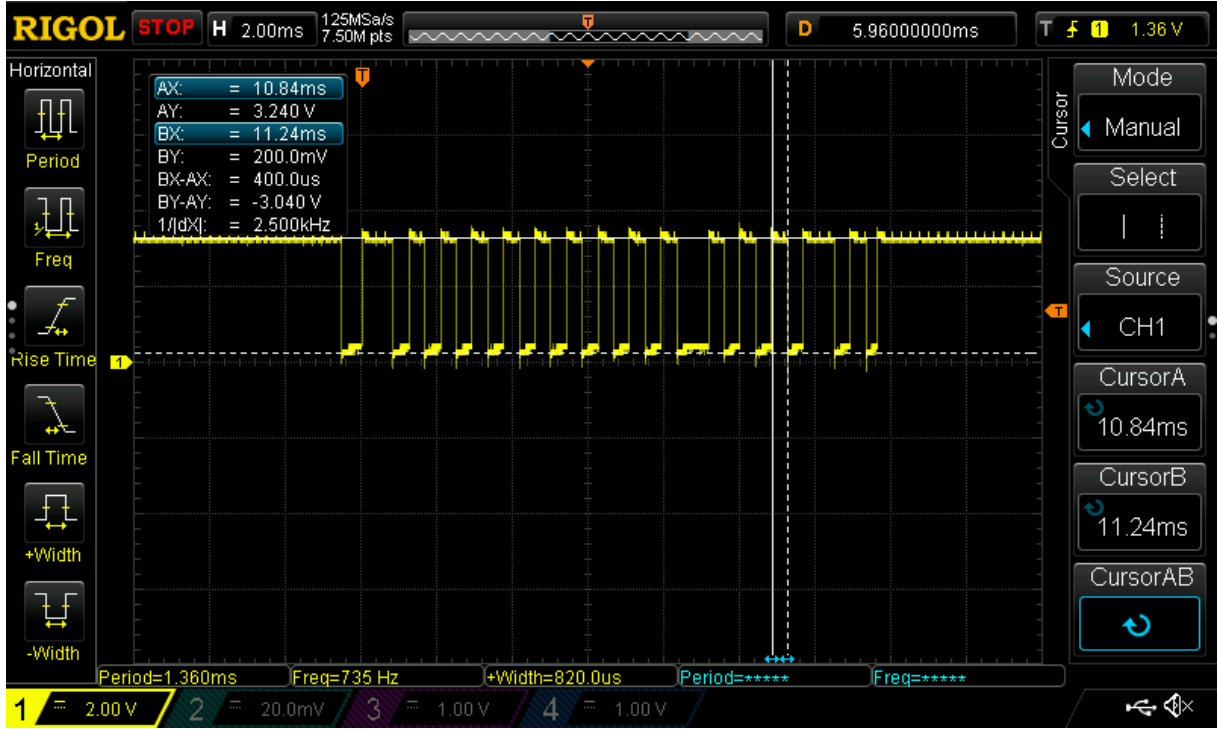 RIGOL STOP H 2.00ms 125MSa/s 7.50M pts T D 5.96000000ms T 1 1.36 V
Horizontal
Period
Freq
Rise Time
Fall Time
+Width
-Width
T
AX: = 10.84ms
AY: = 3.240 V
BX: = 11.24ms
BY: = 200.0mV
BX-AX: = 400.0us
BY-AY: = -3.040 V
1/|dX|: = 2.500kHz
1
T
Cursor
Mode
Manual
Select
Source
CH1
CursorA
10.84ms
CursorB
11.24ms
CursorAB
Period=1.360ms Freq=735 Hz +Width=820.0us Period=***** Freq=*****
1 2.00 V 2 20.0mV 3 1.00 V 4 1.00 V